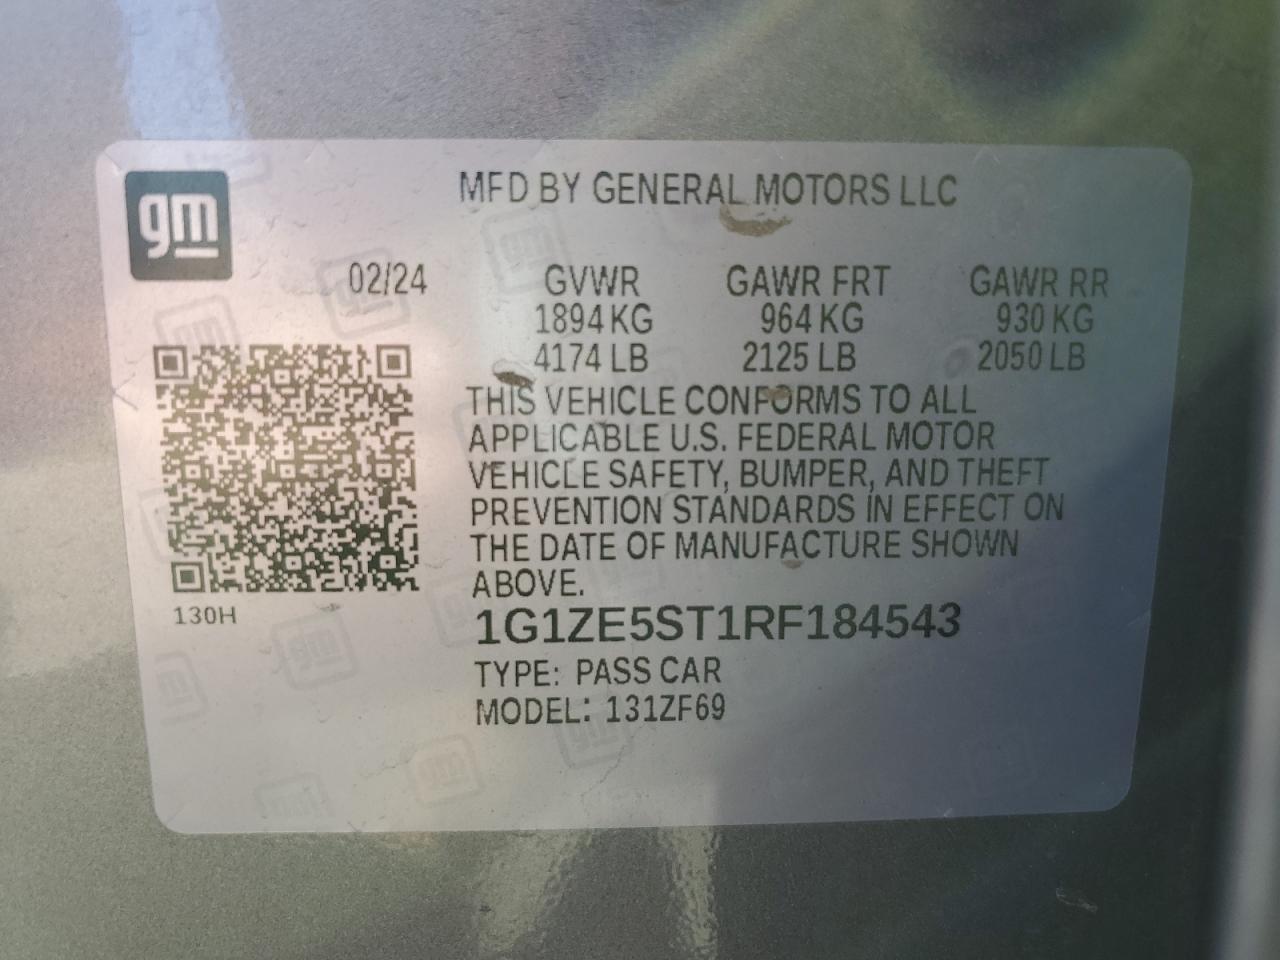 gm
MFD BY GENERAL MOTORS LLC
02/24 GVWR GAWR FRT GAWR RR
1894 KG 964 KG 930 KG
4174 LB 2125 LB 2050 LB
THIS VEHICLE CONFORMS TO ALL
APPLICABLE U.S. FEDERAL MOTOR
VEHICLE SAFETY, BUMPER, AND THEFT
PREVENTION STANDARDS IN EFFECT ON
THE DATE OF MANUFACTURE SHOWN
ABOVE.
130H
1G1ZE5ST1RF184543
TYPE: PASS CAR
MODEL: 131ZF69